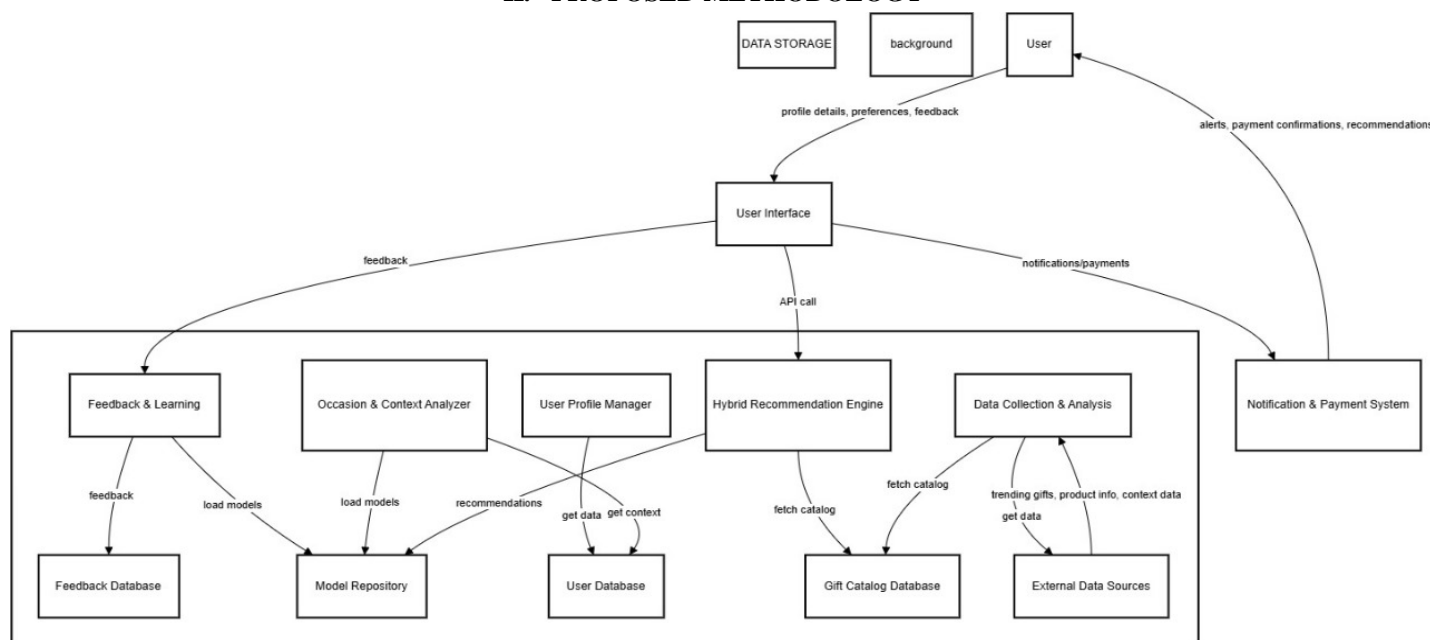 II. PROPOSED METHODOLOGY
DATA STORAGE
background
User
profile details, preferences, feedback
alerts, payment confirmations, recommendations
User Interface
feedback
notifications/payments
API call
Feedback & Learning
Occasion & Context Analyzer
User Profile Manager
Hybrid Recommendation Engine
Data Collection & Analysis
Notification & Payment System
feedback
load models
load models
recommendations
get data
get context
fetch catalog
fetch catalog
trending gifts, product info, context data
get data
Feedback Database
Model Repository
User Database
Gift Catalog Database
External Data Sources